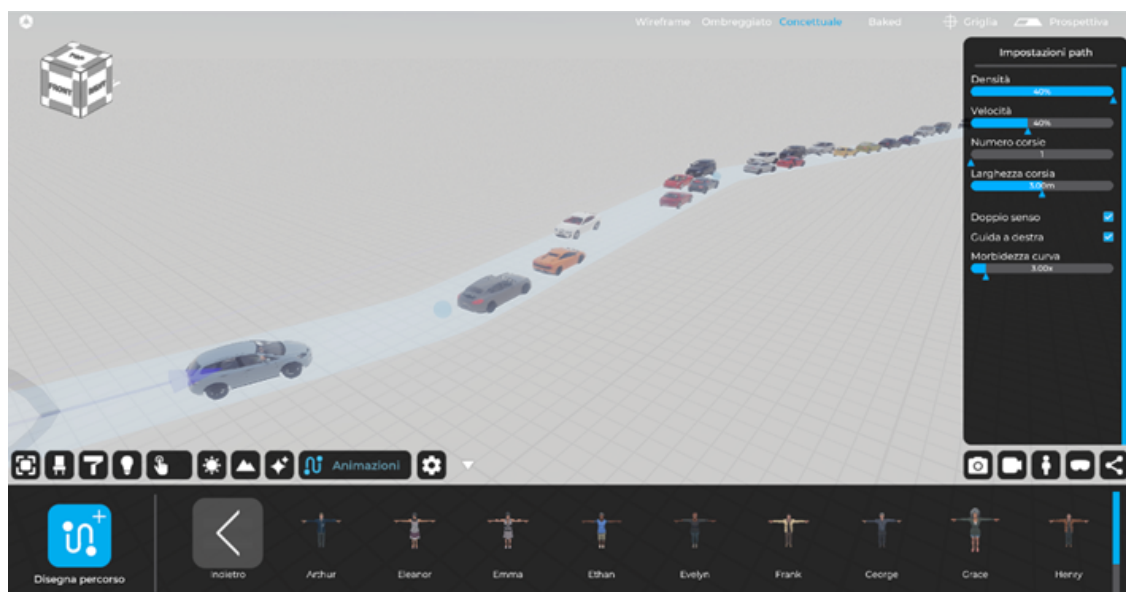 Wireframe Ombreggiato Concettuale Baked Griglia Prospettiva
TOP
FRONT
Impostazioni path
Densità
40%
Velocità
40%
Numero corsie
1
Larghezza corsia
3.00m
Doppio senso
Guida a destra
Morbidezza curva
3.00x
Animazioni
Disegna percorso
Indietro
Arthur
Eleanor
Emma
Ethan
Evelyn
Frank
George
Grace
Henry